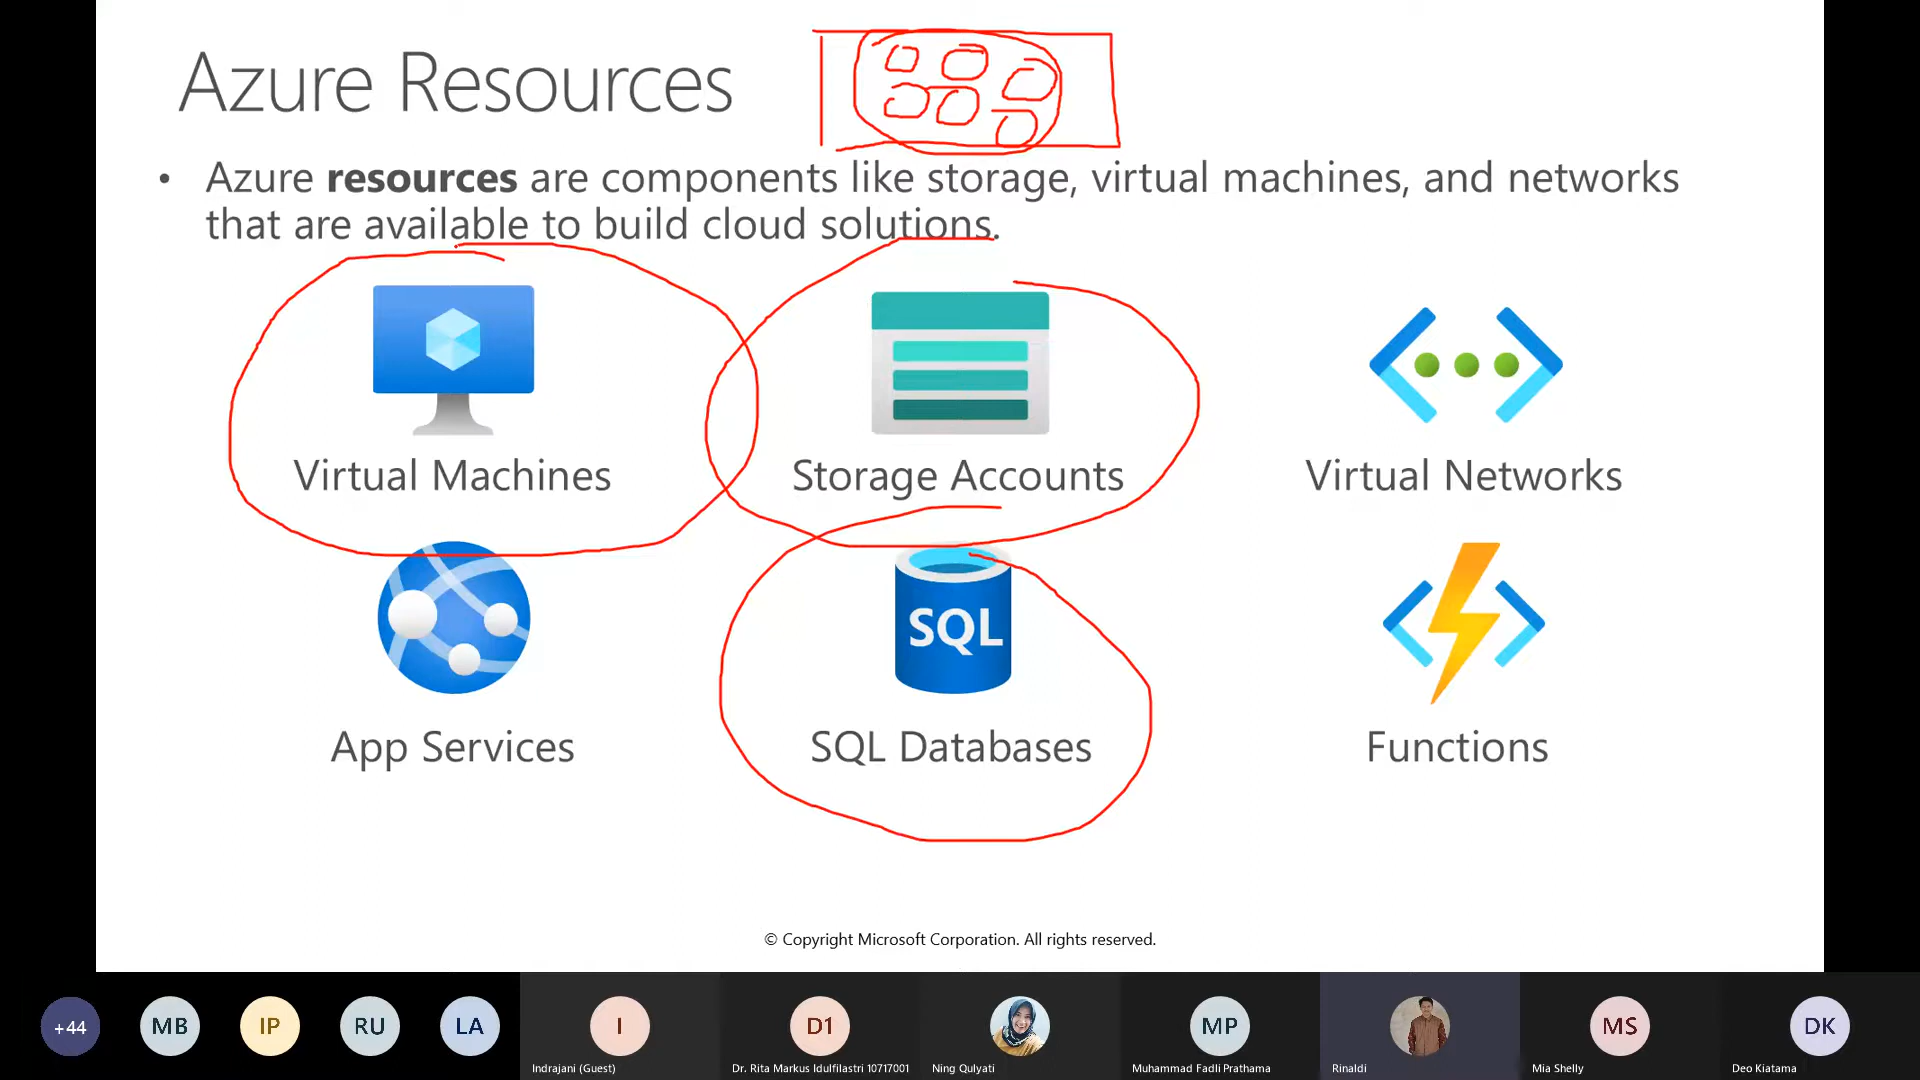 Azure Resources
• Azure resources are components like storage, virtual machines, and networks
that are available to build cloud solutions.
Virtual Machines
Storage Accounts
Virtual Networks
SQL
App Services
SQL Databases
Functions
© Copyright Microsoft Corporation. All rights reserved.
+44
MB
IP
RU
LA
I
D1
MP
MS
DK
Indrajani (Guest)
Dr. Rita Markus Idulfilastri 10717001
Ning Qulyati
Muhammad Fadli Prathama
Rinaldi
Mia Shelly
Deo Kiatama